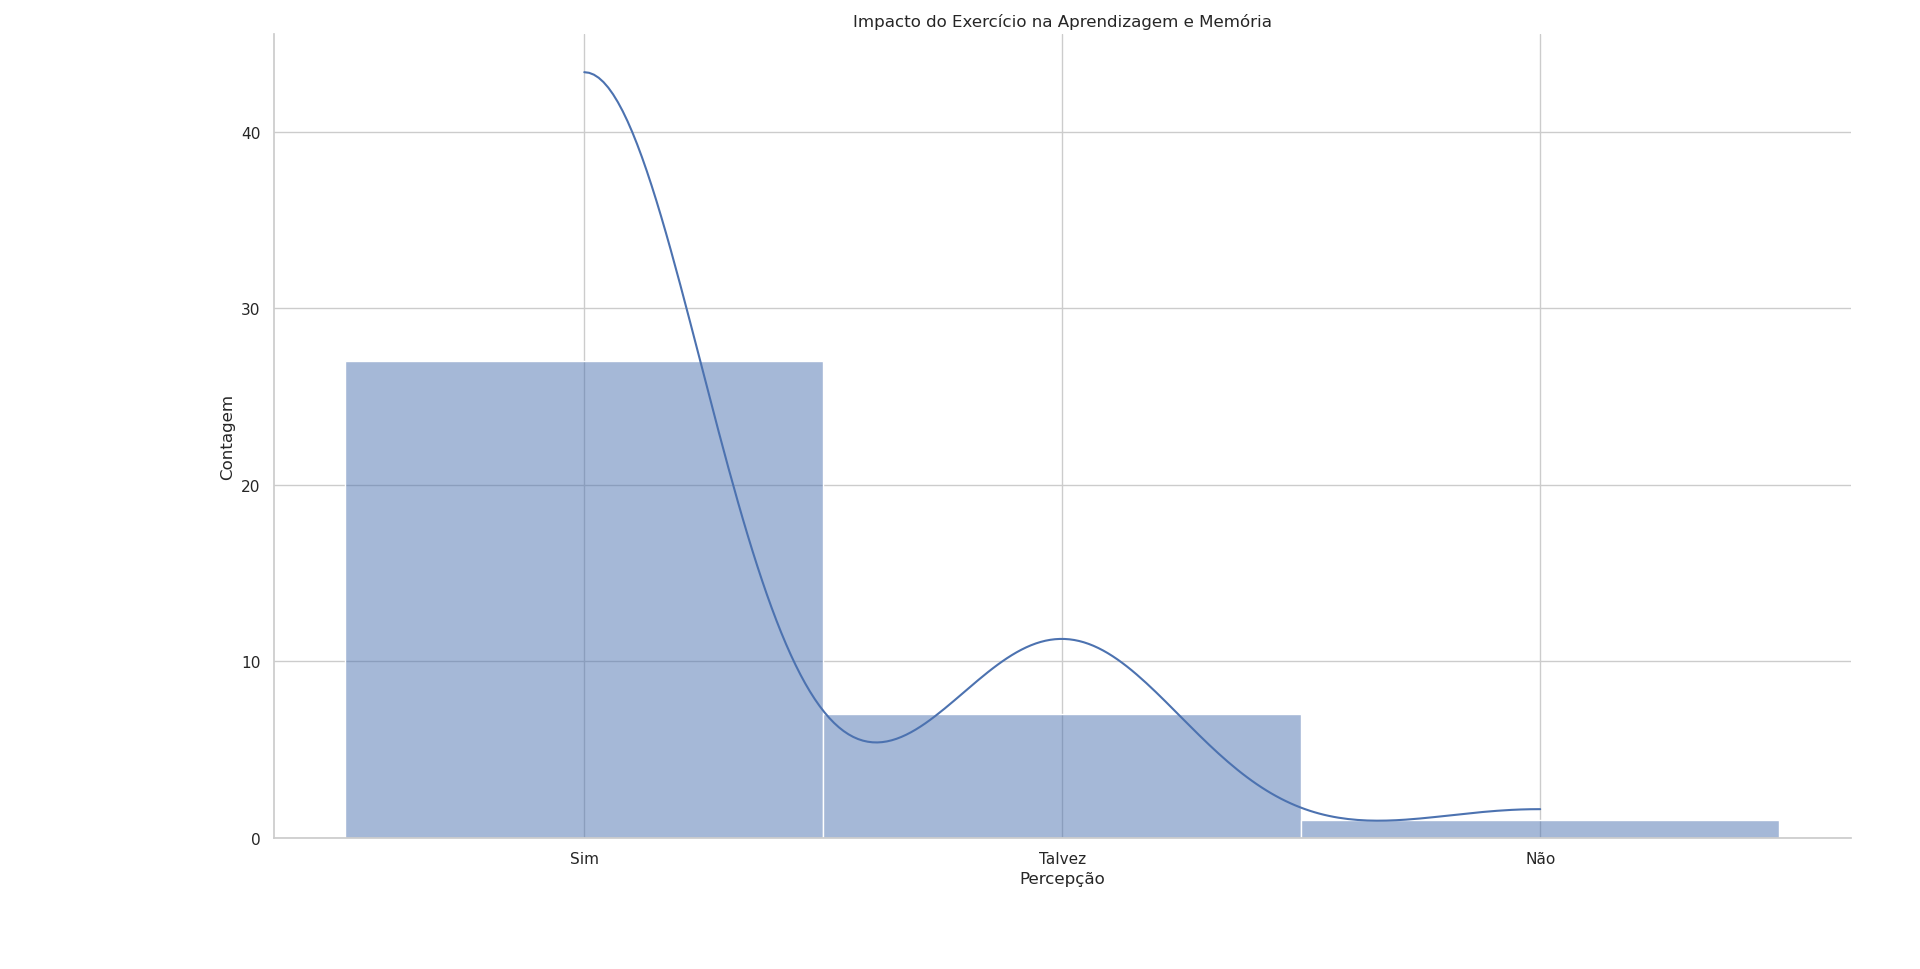 Impacto do Exercício na Aprendizagem e Memória
40
30
20
10
0
Contagem
Sim
Talvez
Não
Percepção